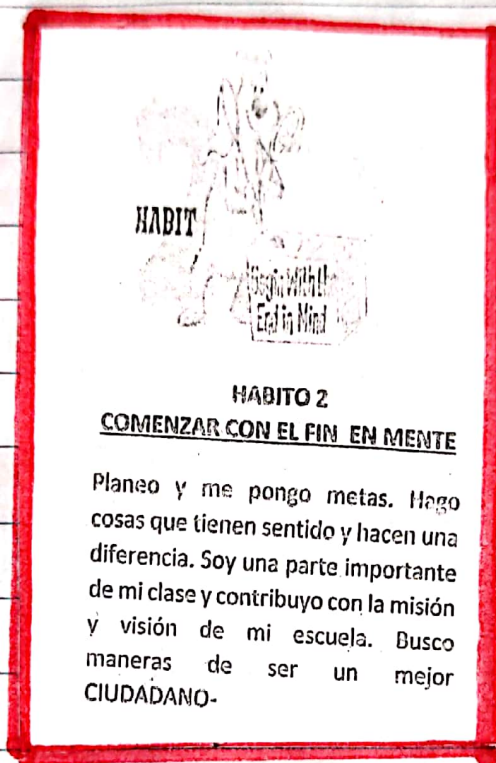 HABIT
Begin With the
End in Mind
HABITO 2
COMENZAR CON EL FIN EN MENTE
Planeo y me pongo metas. Hago
cosas que tienen sentido y hacen una
diferencia. Soy una parte importante
de mi clase y contribuyo con la misión
y visión de mi escuela. Busco
maneras de ser un mejor
CIUDADANO-